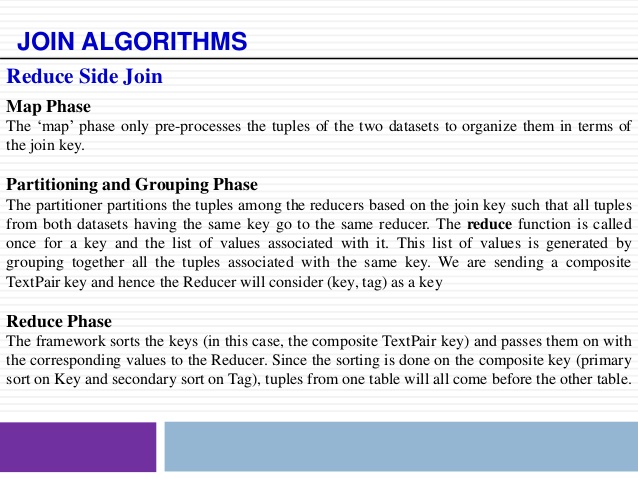 JOIN ALGORITHMS
Reduce Side Join
Map Phase
The ‘map’ phase only pre-processes the tuples of the two datasets to organize them in terms of
the join key.
Partitioning and Grouping Phase
The partitioner partitions the tuples among the reducers based on the join key such that all tuples
from both datasets having the same key go to the same reducer. The reduce function is called
once for a key and the list of values associated with it. This list of values is generated by
grouping together all the tuples associated with the same key. We are sending a composite
TextPair key and hence the Reducer will consider (key, tag) as a key
Reduce Phase
The framework sorts the keys (in this case, the composite TextPair key) and passes them on with
the corresponding values to the Reducer. Since the sorting is done on the composite key (primary
sort on Key and secondary sort on Tag), tuples from one table will all come before the other table.